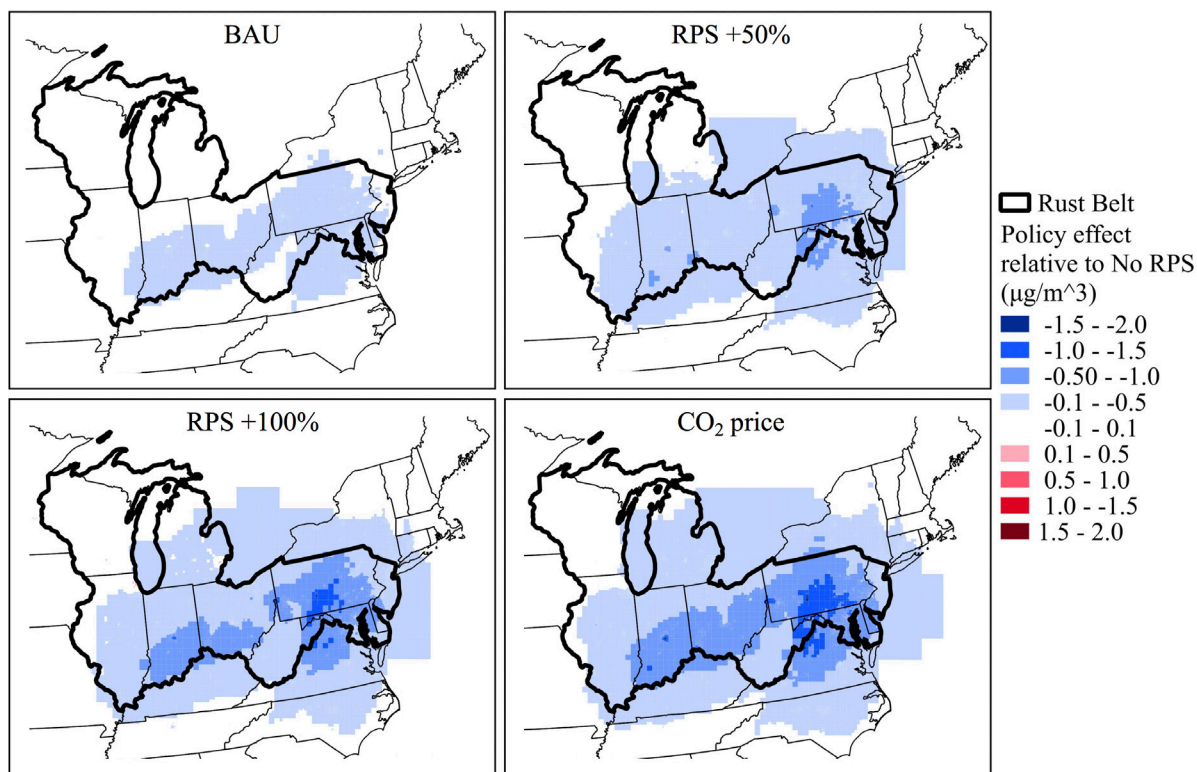 BAU
RPS +50%
RPS +100%
CO₂ price
Rust Belt
Policy effect
relative to No RPS
(µg/m^3)
-1.5 - -2.0
-1.0 - -1.5
-0.50 - -1.0
-0.1 - -0.5
-0.1 - 0.1
0.1 - 0.5
0.5 - 1.0
1.0 - -1.5
1.5 - 2.0